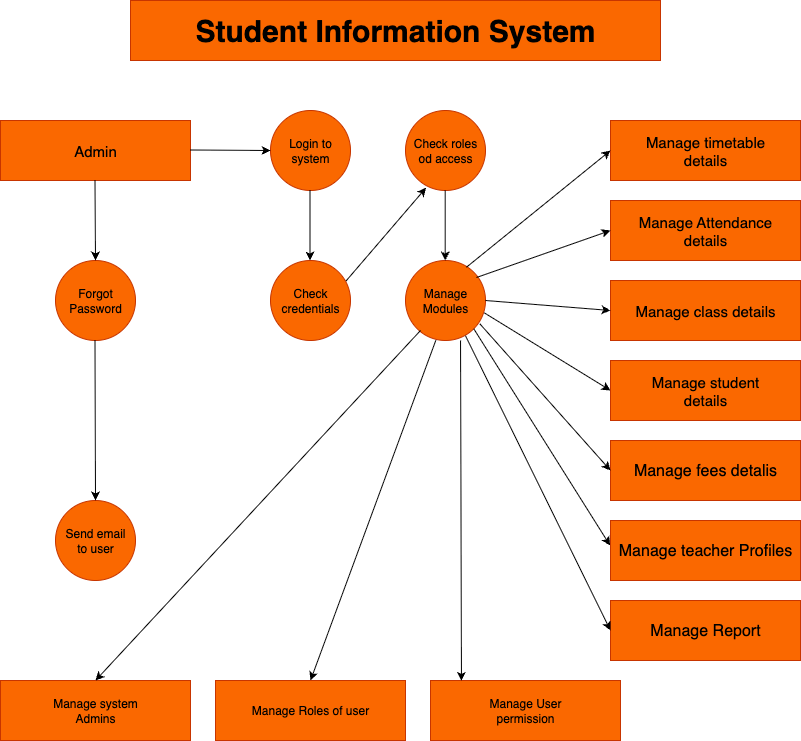 Student Information System
Admin
Login to
system
Check roles
od access
Manage timetable
details
Manage Attendance
details
Forgot
Password
Check
credentials
Manage
Modules
Manage class details
Manage student
details
Manage fees detalis
Send email
to user
Manage teacher Profiles
Manage Report
Manage system
Admins
Manage Roles of user
Manage User
permission